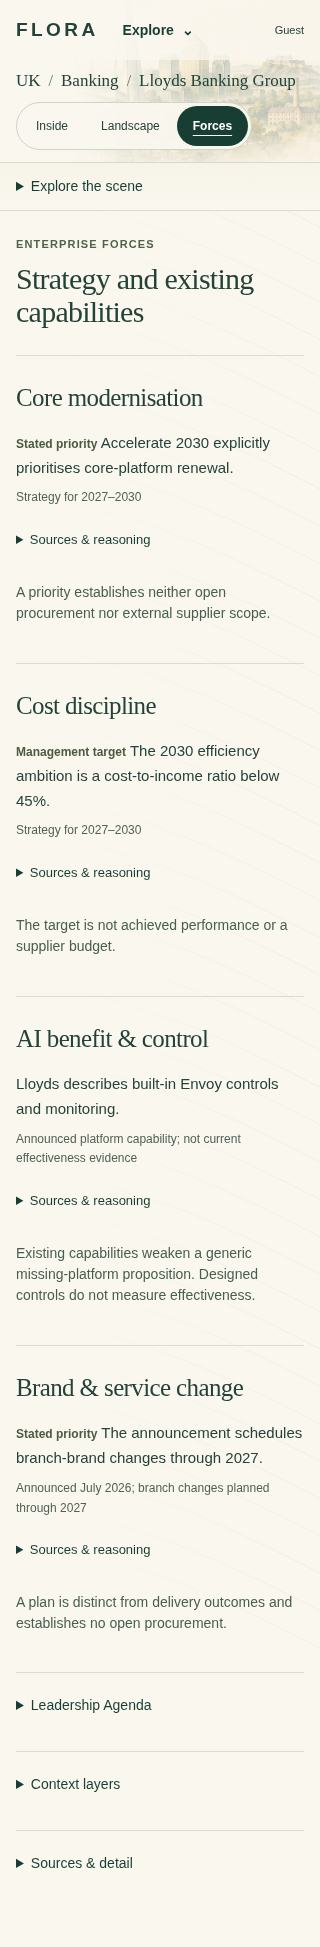 FLORA Explore Guest
UK / Banking / Lloyds Banking Group
Inside Landscape Forces
Explore the scene
ENTERPRISE FORCES
Strategy and existing
capabilities
Core modernisation
Stated priority Accelerate 2030 explicitly
prioritises core-platform renewal.
Strategy for 2027–2030
Sources & reasoning
A priority establishes neither open
procurement nor external supplier scope.
Cost discipline
Management target The 2030 efficiency
ambition is a cost-to-income ratio below
45%.
Strategy for 2027–2030
Sources & reasoning
The target is not achieved performance or a
supplier budget.
AI benefit & control
Lloyds describes built-in Envoy controls
and monitoring.
Announced platform capability; not current
effectiveness evidence
Sources & reasoning
Existing capabilities weaken a generic
missing-platform proposition. Designed
controls do not measure effectiveness.
Brand & service change
Stated priority The announcement schedules
branch-brand changes through 2027.
Announced July 2026; branch changes planned
through 2027
Sources & reasoning
A plan is distinct from delivery outcomes and
establishes no open procurement.
Leadership Agenda
Context layers
Sources & detail